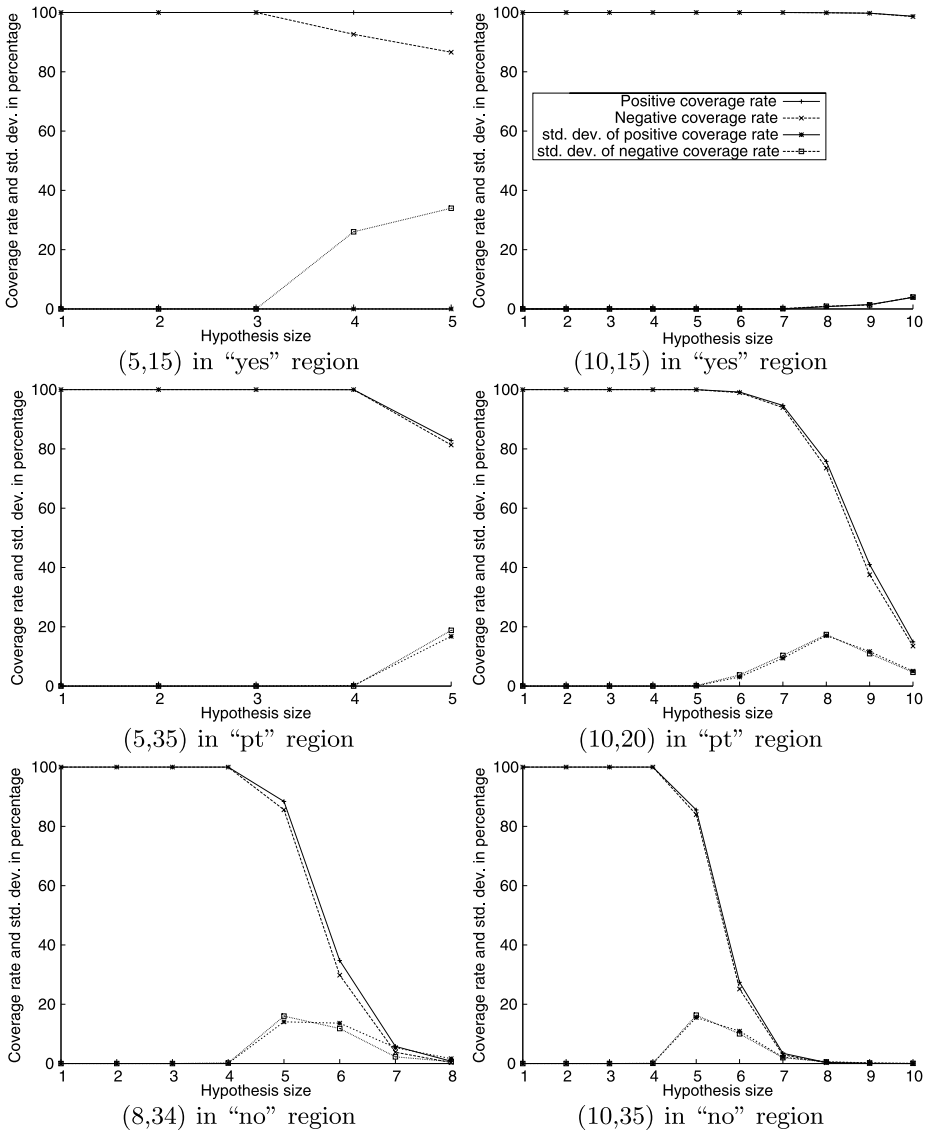 Coverage rate and std. dev. in percentage
100
80
60
40
20
0
1 2 3 4 5
Hypothesis size
(5,15) in “yes” region
Coverage rate and std. dev. in percentage
100
80
60
40
20
0
Positive coverage rate
Negative coverage rate
std. dev. of positive coverage rate
std. dev. of negative coverage rate
1 2 3 4 5 6 7 8 9 10
Hypothesis size
(10,15) in “yes” region
Coverage rate and std. dev. in percentage
100
80
60
40
20
0
1 2 3 4 5
Hypothesis size
(5,35) in “pt” region
Coverage rate and std. dev. in percentage
100
80
60
40
20
0
1 2 3 4 5 6 7 8 9 10
Hypothesis size
(10,20) in “pt” region
Coverage rate and std. dev. in percentage
100
80
60
40
20
0
1 2 3 4 5 6 7 8
Hypothesis size
(8,34) in “no” region
Coverage rate and std. dev. in percentage
100
80
60
40
20
0
1 2 3 4 5 6 7 8 9 10
Hypothesis size
(10,35) in “no” region